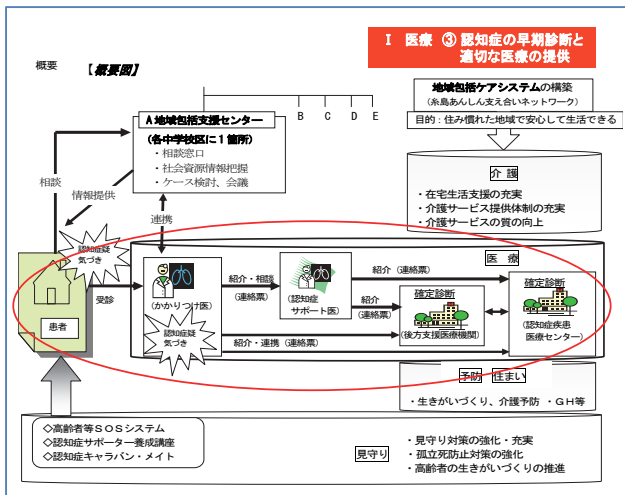 Ⅰ 医療 ③ 認知症の早期診断と
適切な医療の提供
概要
【概要図】
A 地域包括支援センター
B C D E
(各中学校区に1箇所)
・相談窓口
・社会資源情報把握
・ケース検討、会議
地域包括ケアシステムの構築
(糸島あんしん支え合いネットワーク)
目的:住み慣れた地域で安心して生活できる
相談
情報提供
連携
介護
・在宅生活支援の充実
・介護サービス提供体制の充実
・介護サービスの質の向上
認知症疑
気づき
受診
患者
医療
(かかりつけ医)
認知症疑
気づき
紹介・相談
(連絡票)
(認知症
サポート医)
紹介(連絡票)
紹介
(連絡票)
確定診断
(後方支援医療機関)
確定診断
(認知症疾患
医療センター)
紹介・連携(連絡票)
予防 住まい
・生きがいづくり、介護予防 ・GH等
◇高齢者等SOSシステム
◇認知症サポーター養成講座
◇認知症キャラバン・メイト
見守り
・見守り対策の強化・充実
・孤立死防止対策の強化
・高齢者の生きがいづくりの推進